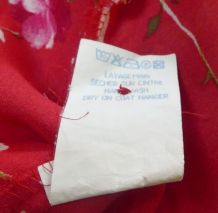 LAVAGE MAIN
SECHER SUR CINTRE
HAND WASH
DRY ON COAT HANGER